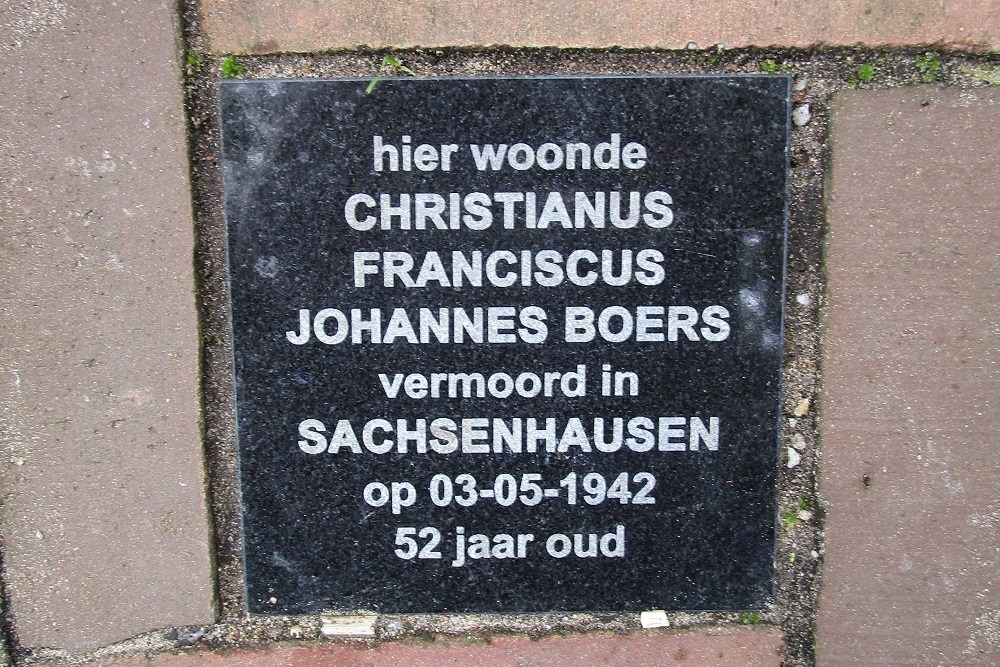 hier woonde
CHRISTIANUS
FRANCISCUS
JOHANNES BOERS
vermoord in
SACHSENHAUSEN
op 03-05-1942
52 jaar oud